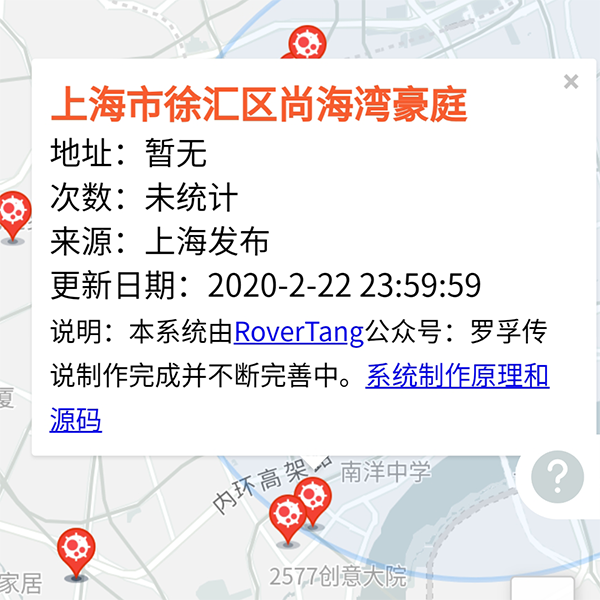 上海市徐汇区尚海湾豪庭
×
地址：暂无
次数：未统计
来源：上海发布
更新日期：2020-2-22 23:59:59
说明：本系统由RoverTang公众号：罗孚传
说制作完成并不断完善中。系统制作原理和
源码
厦
内环高架路
南洋中学
?
2577创意大院
家居